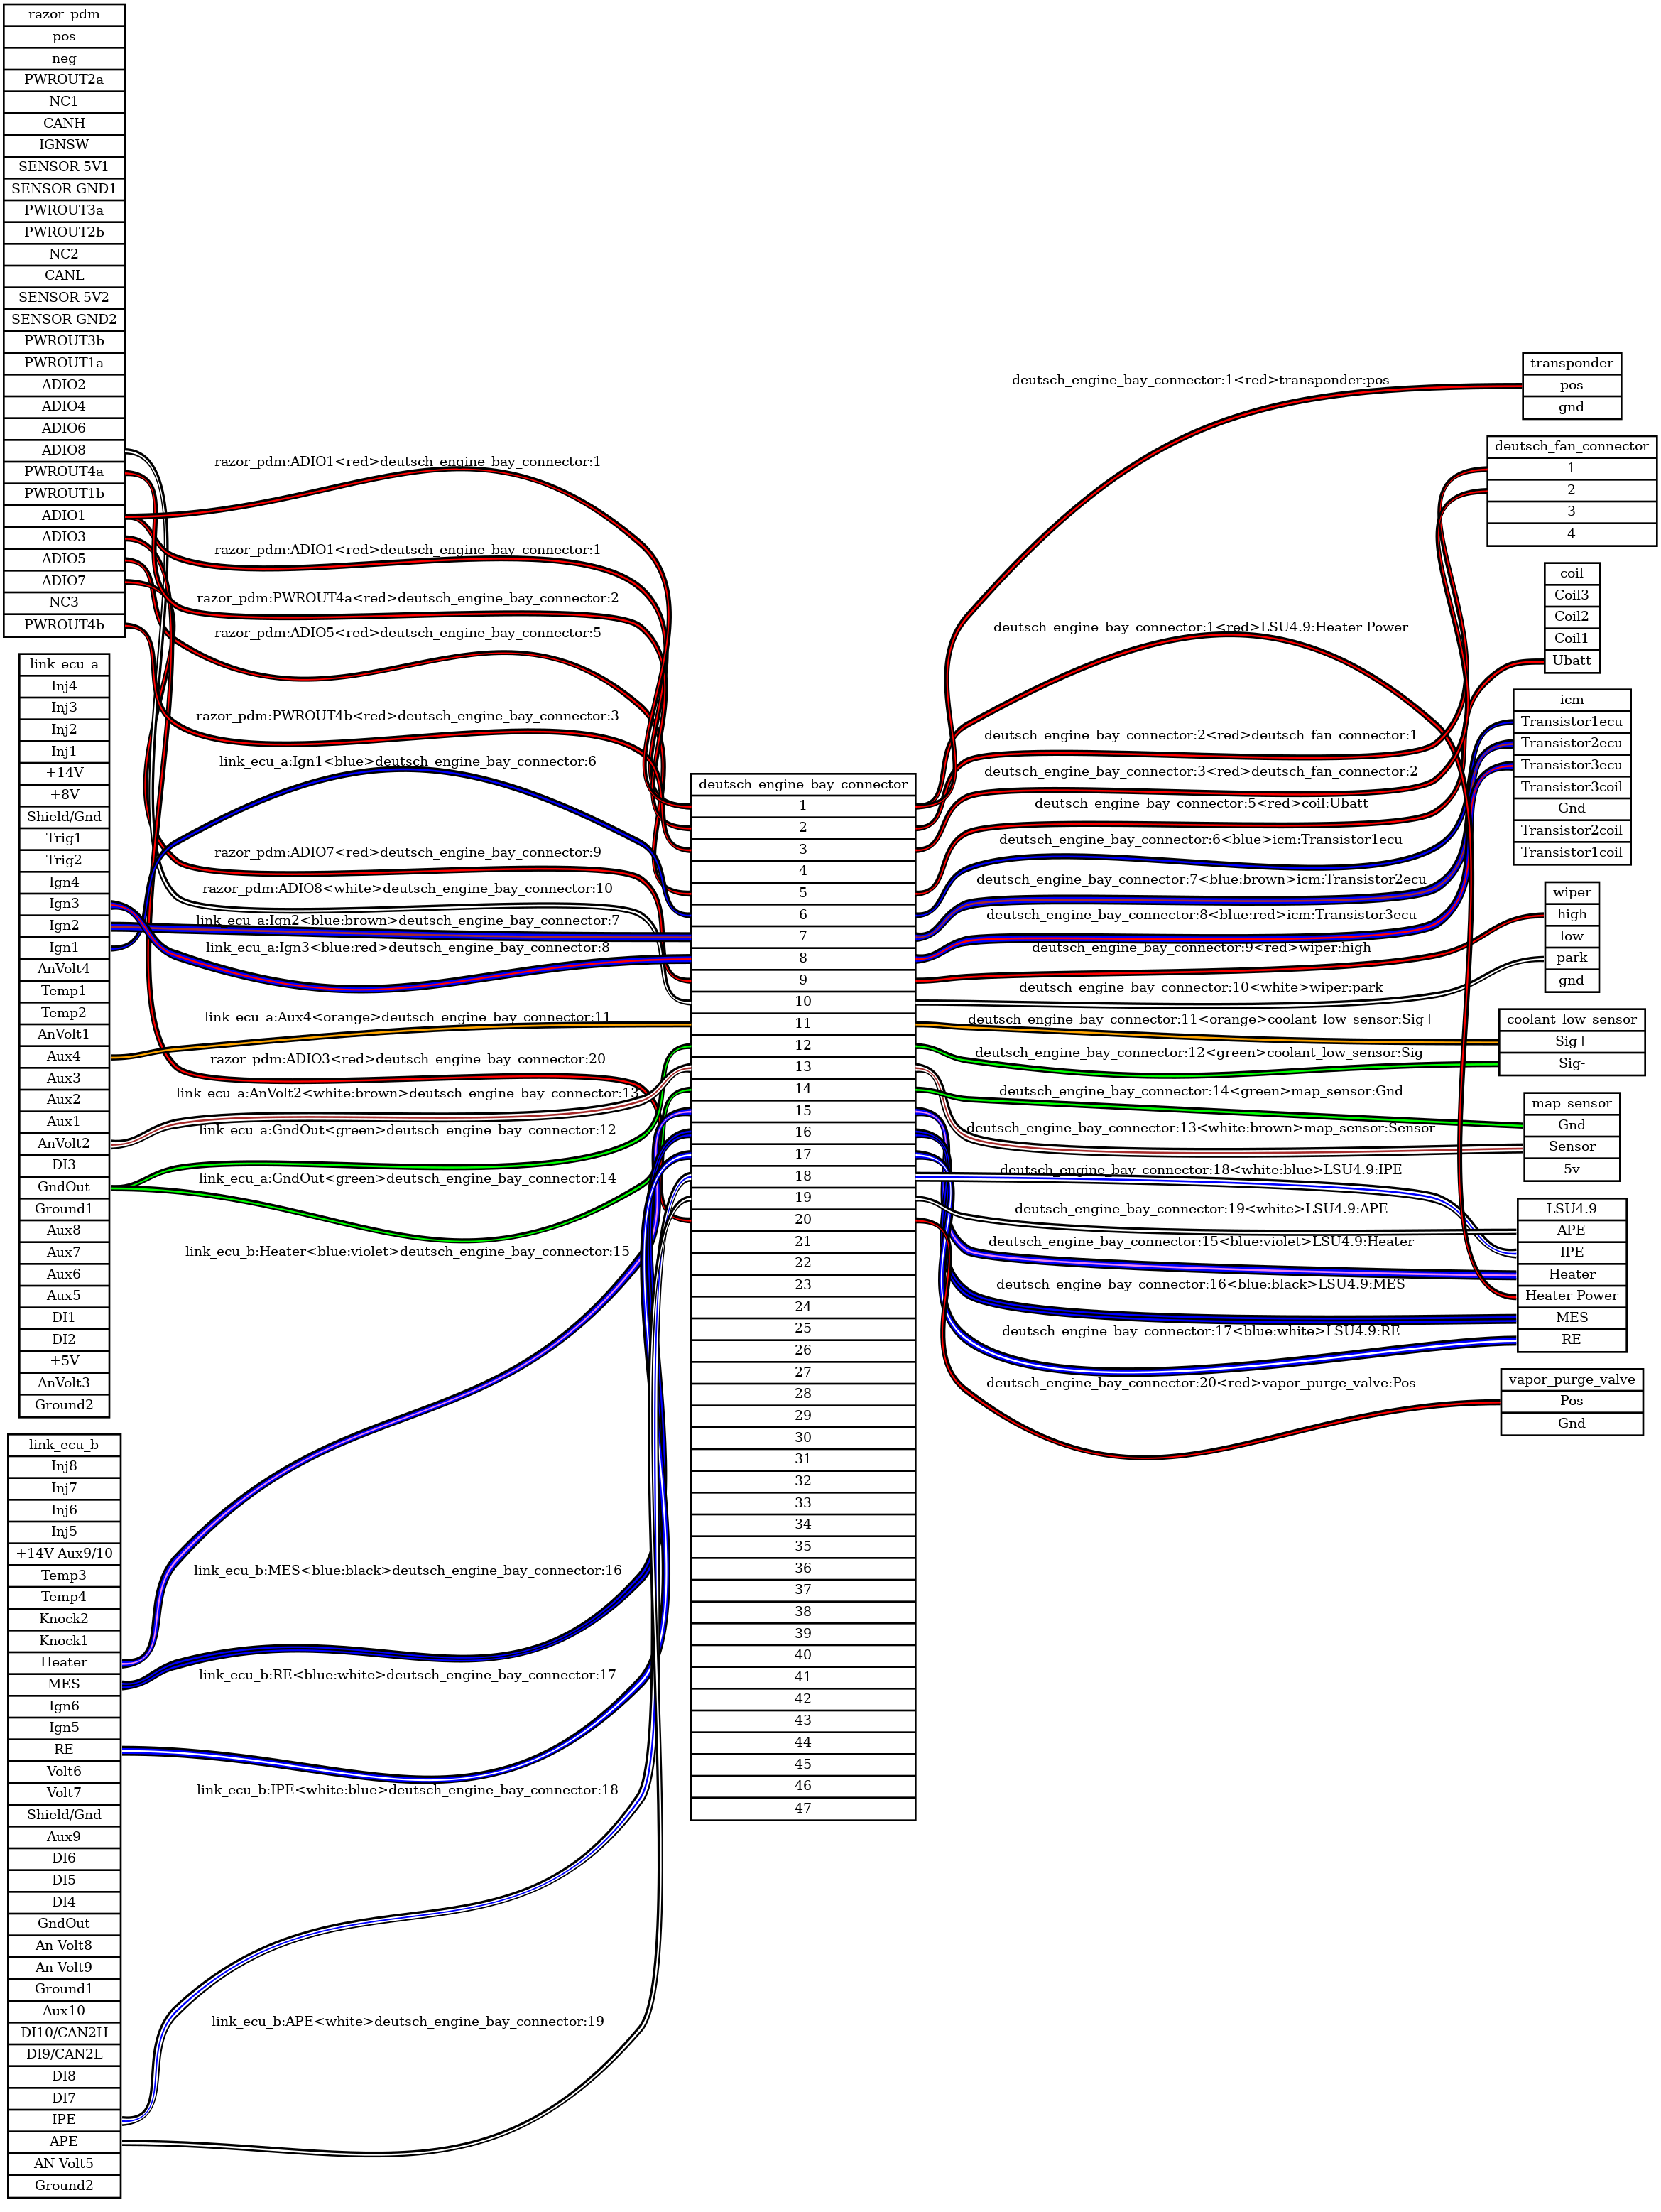 razor_pdm
pos
neg
PWROUT2a
NC1
CANH
IGNSW
SENSOR 5V1
SENSOR GND1
PWROUT3a
PWROUT2b
NC2
CANL
SENSOR 5V2
SENSOR GND2
PWROUT3b
PWROUT1a
ADIO2
ADIO4
ADIO6
ADIO8
PWROUT4a
PWROUT1b
ADIO1
ADIO3
ADIO5
ADIO7
NC3
PWROUT4b
link_ecu_a
Inj4
Inj3
Inj2
Inj1
+14V
+8V
Shield/Gnd
Trig1
Trig2
Ign4
Ign3
Ign2
Ign1
AnVolt4
Temp1
Temp2
AnVolt1
Aux4
Aux3
Aux2
Aux1
AnVolt2
DI3
GndOut
Ground1
Aux8
Aux7
Aux6
Aux5
DI1
DI2
+5V
AnVolt3
Ground2
link_ecu_b
Inj8
Inj7
Inj6
Inj5
+14V Aux9/10
Temp3
Temp4
Knock2
Knock1
Heater
MES
Ign6
Ign5
RE
Volt6
Volt7
Shield/Gnd
Aux9
DI6
DI5
DI4
GndOut
An Volt8
An Volt9
Ground1
Aux10
DI10/CAN2H
DI9/CAN2L
DI8
DI7
IPE
APE
AN Volt5
Ground2
razor_pdm:ADIO1<red>deutsch_engine_bay_connector:1
razor_pdm:ADIO1<red>deutsch_engine_bay_connector:1
razor_pdm:PWROUT4a<red>deutsch_engine_bay_connector:2
razor_pdm:ADIO5<red>deutsch_engine_bay_connector:5
razor_pdm:PWROUT4b<red>deutsch_engine_bay_connector:3
link_ecu_a:Ign1<blue>deutsch_engine_bay_connector:6
razor_pdm:ADIO7<red>deutsch_engine_bay_connector:9
razor_pdm:ADIO8<white>deutsch_engine_bay_connector:10
link_ecu_a:Ign2<blue:brown>deutsch_engine_bay_connector:7
link_ecu_a:Ign3<blue:red>deutsch_engine_bay_connector:8
link_ecu_a:Aux4<orange>deutsch_engine_bay_connector:11
razor_pdm:ADIO3<red>deutsch_engine_bay_connector:20
link_ecu_a:AnVolt2<white:brown>deutsch_engine_bay_connector:13
link_ecu_a:GndOut<green>deutsch_engine_bay_connector:12
link_ecu_a:GndOut<green>deutsch_engine_bay_connector:14
link_ecu_b:Heater<blue:violet>deutsch_engine_bay_connector:15
link_ecu_b:MES<blue:black>deutsch_engine_bay_connector:16
link_ecu_b:RE<blue:white>deutsch_engine_bay_connector:17
link_ecu_b:IPE<white:blue>deutsch_engine_bay_connector:18
link_ecu_b:APE<white>deutsch_engine_bay_connector:19
deutsch_engine_bay_connector
1
2
3
4
5
6
7
8
9
10
11
12
13
14
15
16
17
18
19
20
21
22
23
24
25
26
27
28
29
30
31
32
33
34
35
36
37
38
39
40
41
42
43
44
45
46
47
deutsch_engine_bay_connector:1<red>transponder:pos
deutsch_engine_bay_connector:1<red>LSU4.9:Heater Power
deutsch_engine_bay_connector:2<red>deutsch_fan_connector:1
deutsch_engine_bay_connector:3<red>deutsch_fan_connector:2
deutsch_engine_bay_connector:5<red>coil:Ubatt
deutsch_engine_bay_connector:6<blue>icm:Transistor1ecu
deutsch_engine_bay_connector:7<blue:brown>icm:Transistor2ecu
deutsch_engine_bay_connector:8<blue:red>icm:Transistor3ecu
deutsch_engine_bay_connector:9<red>wiper:high
deutsch_engine_bay_connector:10<white>wiper:park
deutsch_engine_bay_connector:11<orange>coolant_low_sensor:Sig+
deutsch_engine_bay_connector:12<green>coolant_low_sensor:Sig-
deutsch_engine_bay_connector:14<green>map_sensor:Gnd
deutsch_engine_bay_connector:13<white:brown>map_sensor:Sensor
deutsch_engine_bay_connector:18<white:blue>LSU4.9:IPE
deutsch_engine_bay_connector:19<white>LSU4.9:APE
deutsch_engine_bay_connector:15<blue:violet>LSU4.9:Heater
deutsch_engine_bay_connector:16<blue:black>LSU4.9:MES
deutsch_engine_bay_connector:17<blue:white>LSU4.9:RE
deutsch_engine_bay_connector:20<red>vapor_purge_valve:Pos
transponder
pos
gnd
deutsch_fan_connector
1
2
3
4
coil
Coil3
Coil2
Coil1
Ubatt
icm
Transistor1ecu
Transistor2ecu
Transistor3ecu
Transistor3coil
Gnd
Transistor2coil
Transistor1coil
wiper
high
low
park
gnd
coolant_low_sensor
Sig+
Sig-
map_sensor
Gnd
Sensor
5v
LSU4.9
APE
IPE
Heater
Heater Power
MES
RE
vapor_purge_valve
Pos
Gnd